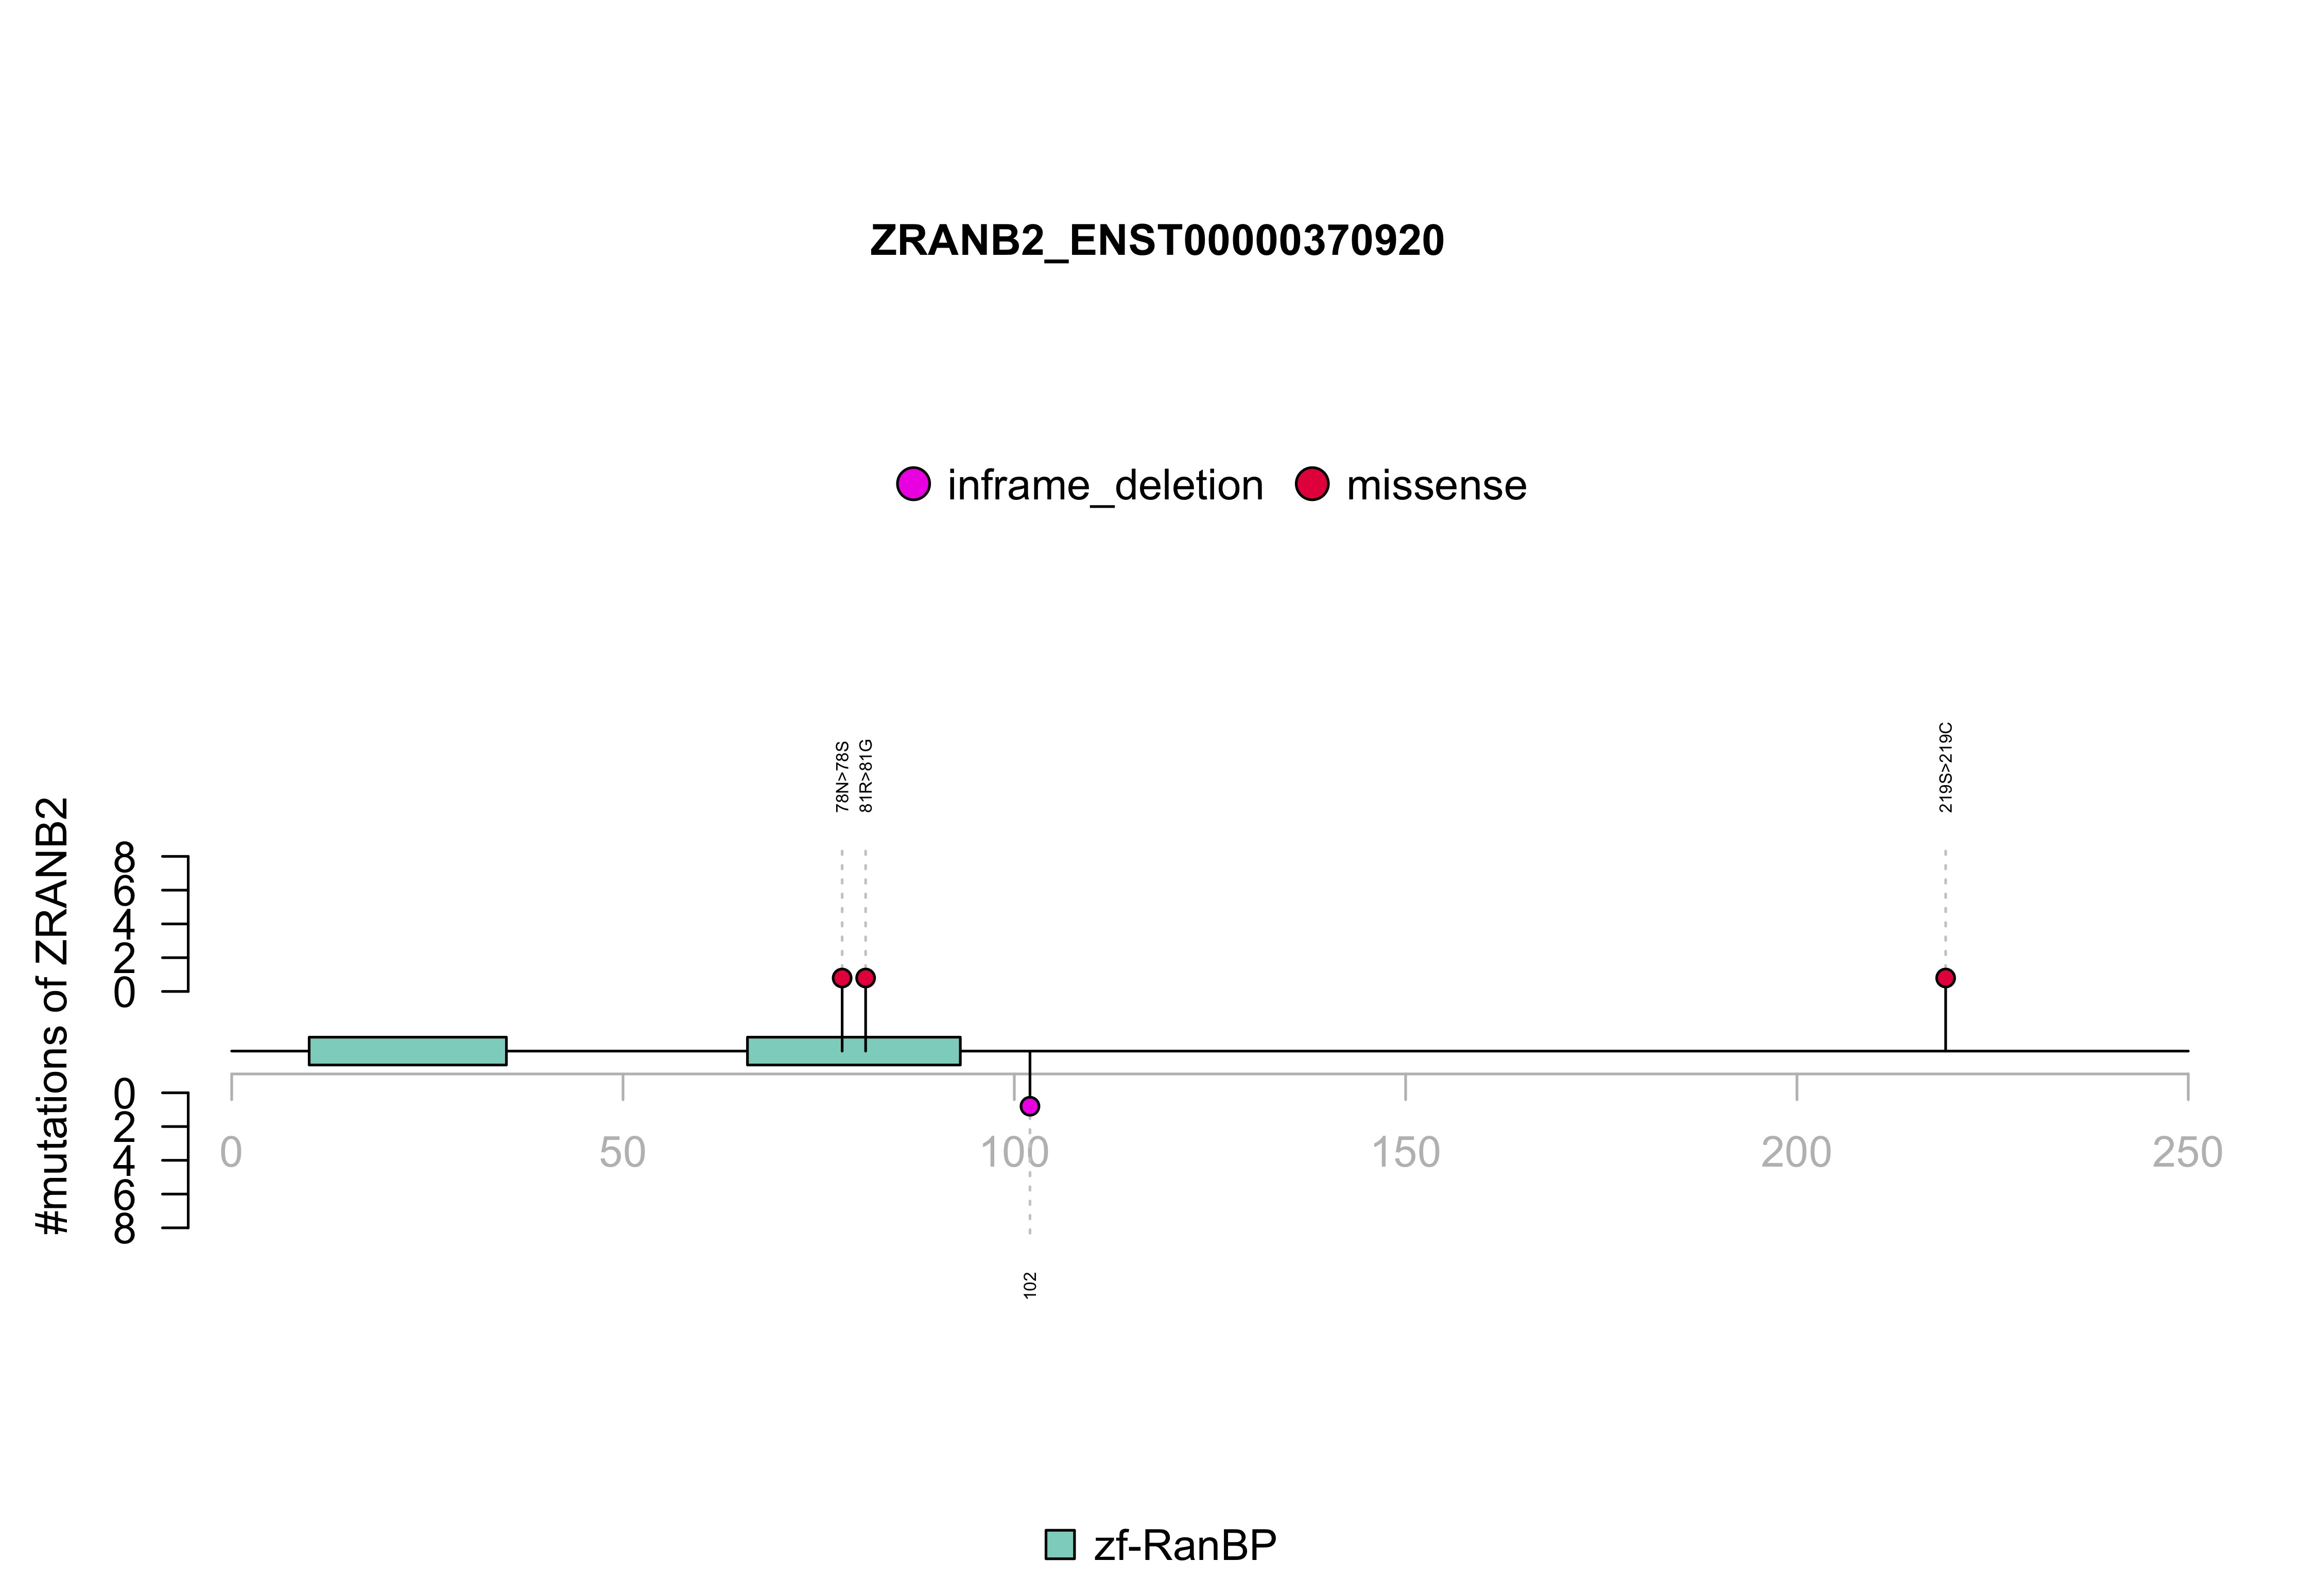 ZRANB2_ENST00000370920
inframe_deletion missense
78N>78S
81R>81G
219S>219C
#mutations of ZRANB2
8
6
4
2
0
0
2
4
6
8
0 50 100 150 200 250
102
zf-RanBP